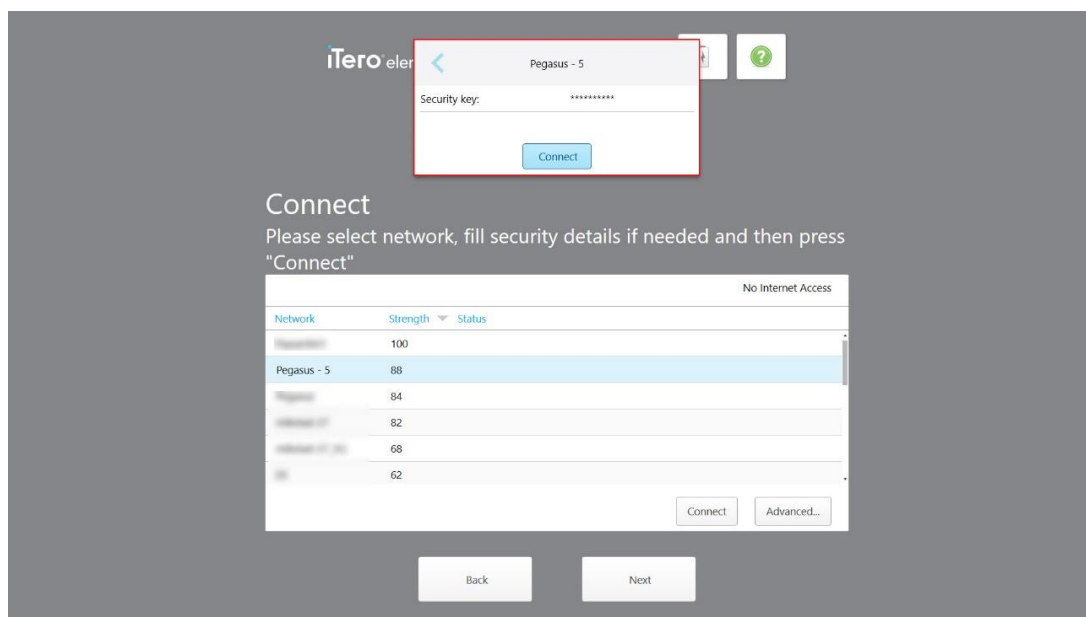 iTero eler
Pegasus - 5
Security key: **********
Connect
Connect
Please select network, fill security details if needed and then press
"Connect"
No Internet Access
Network Strength Status
100
Pegasus - 5 88
84
82
68
62
Connect Advanced...
Back Next